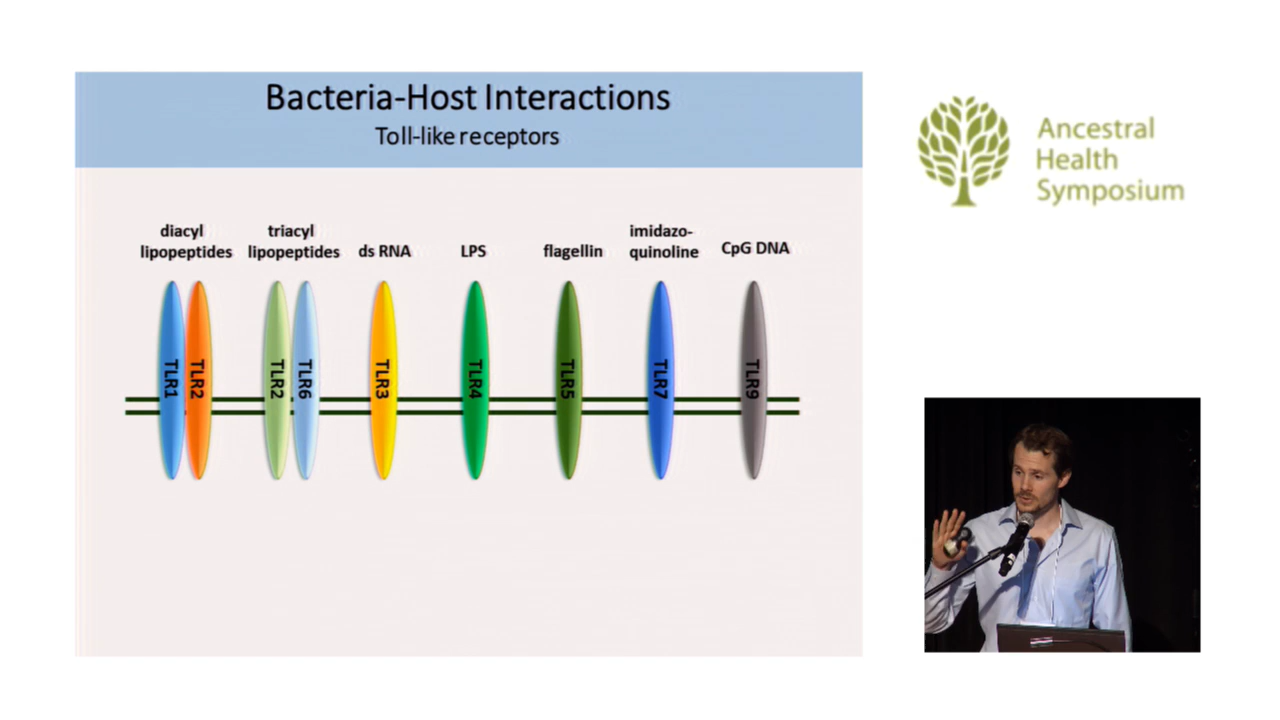 Bacteria-Host Interactions
Toll-like receptors
diacyl
lipopeptides
triacyl
lipopeptides
ds RNA
LPS
flagellin
imidazo-
quinoline
CpG DNA
TLR1
TLR2
TLR2
TLR6
TLR3
TLR4
TLR5
TLR7
TLR9
Ancestral
Health
Symposium